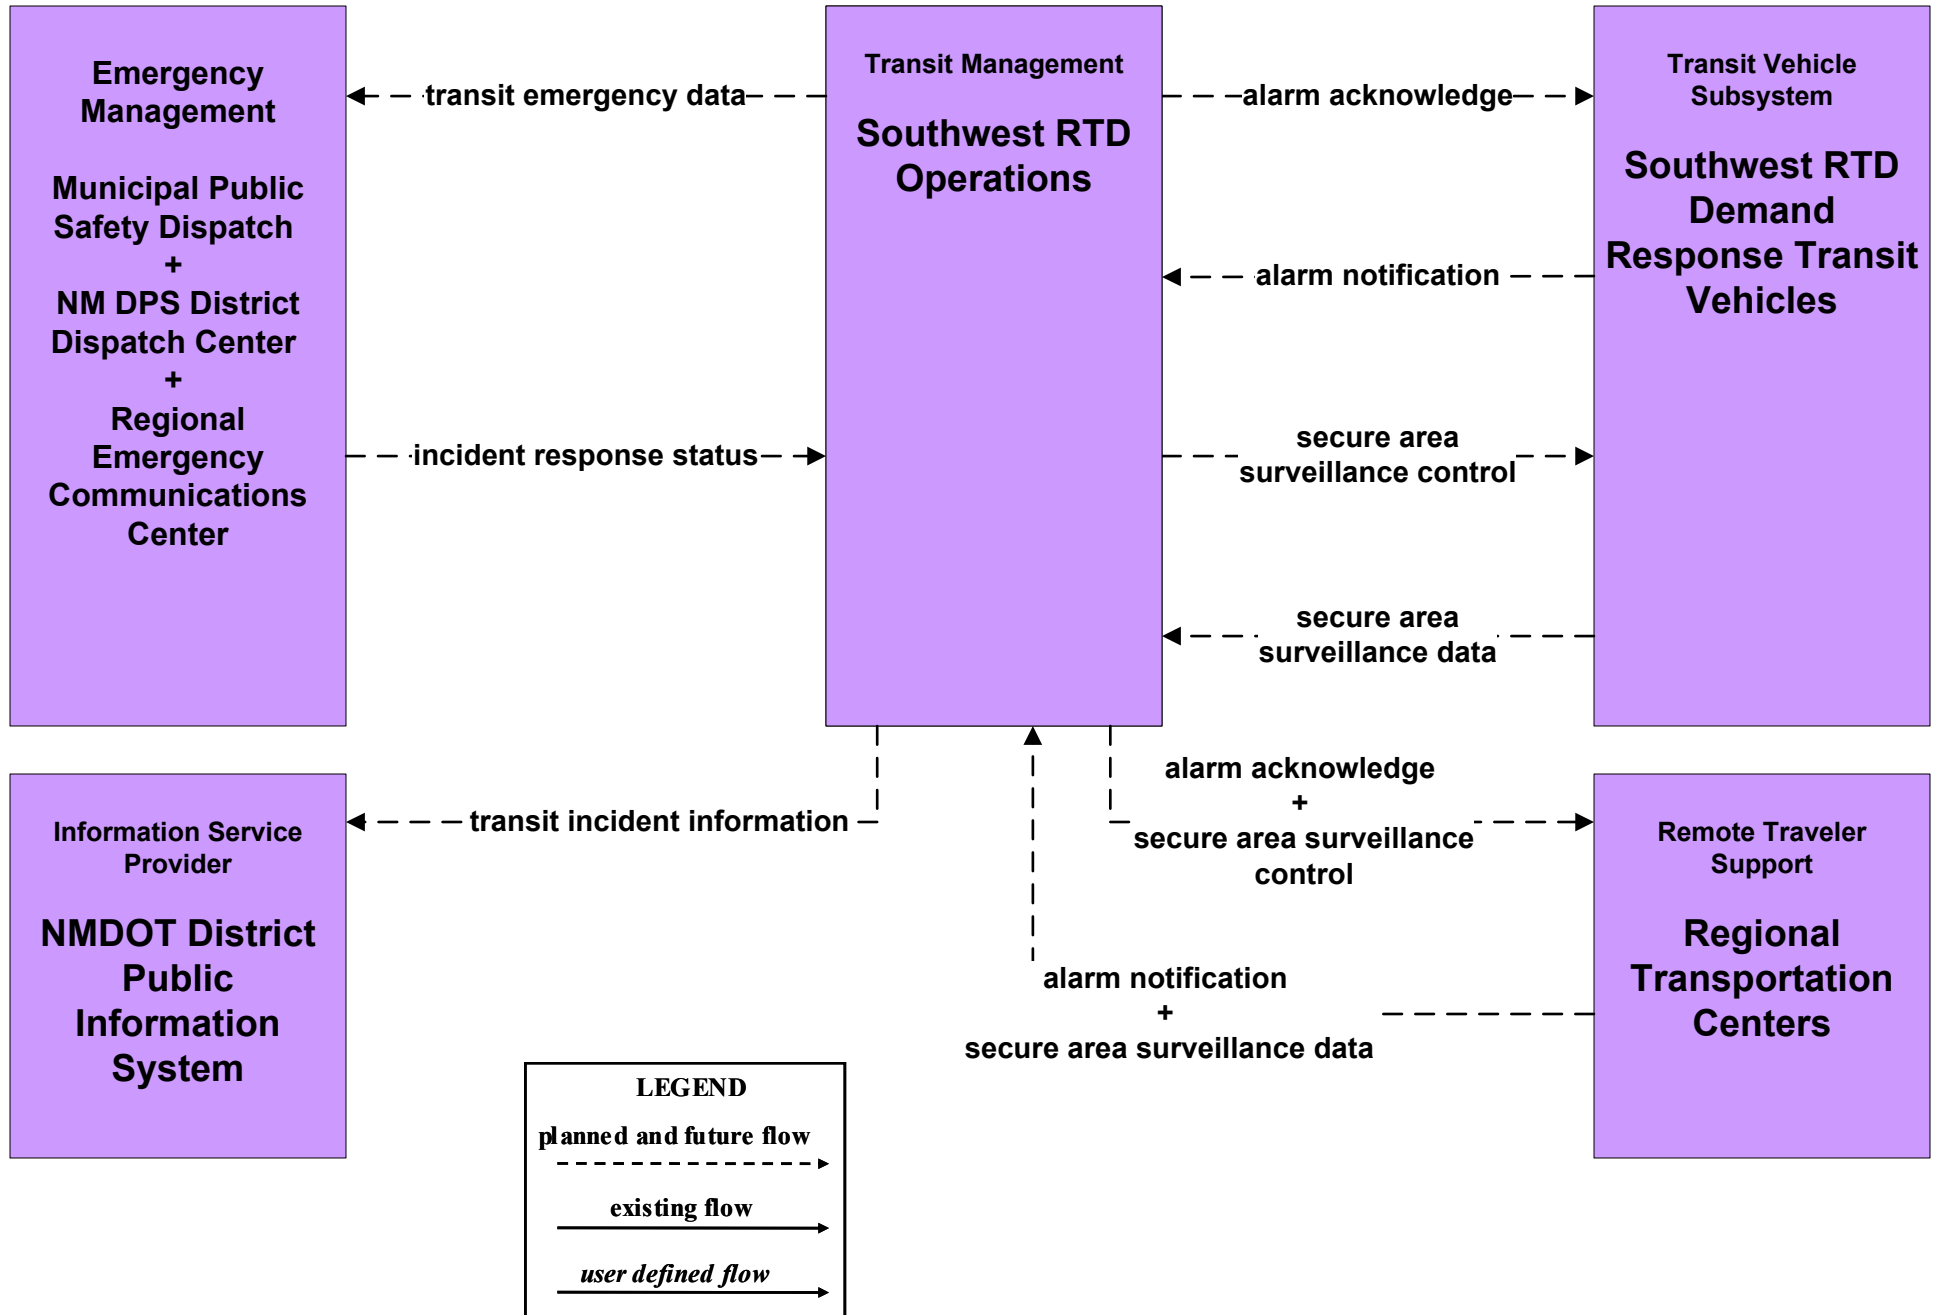 Emergency
Management
Municipal Public
Safety Dispatch
+
NM DPS District
Dispatch Center
+
Regional
Emergency
Communications
Center
transit emergency data
incident response status
Transit Management
Southwest RTD
Operations
alarm acknowledge
alarm notification
secure area
surveillance control
secure area
surveillance data
Transit Vehicle
Subsystem
Southwest RTD
Demand
Response Transit
Vehicles
Information Service
Provider
NMDOT District
Public
Information
System
transit incident information
alarm acknowledge
+
secure area surveillance
control
alarm notification
+
secure area surveillance data
Remote Traveler
Support
Regional
Transportation
Centers
LEGEND
planned and future flow
existing flow
user defined flow